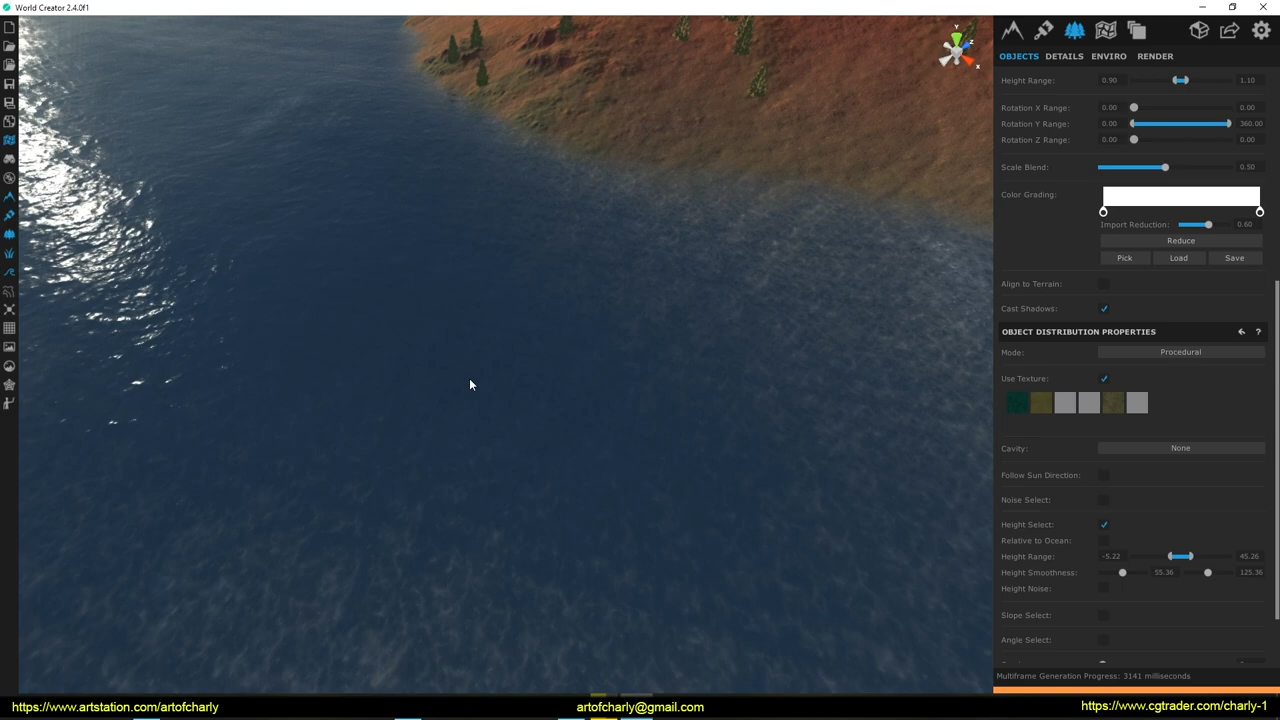 World Creator 2.4.0f1
Y
Z
X
OBJECTS DETAILS ENVIRO RENDER
Height Range: 0.90 1.10
Rotation X Range: 0.00 0.00
Rotation Y Range: 0.00 360.00
Rotation Z Range: 0.00 0.00
Scale Blend: 0.50
Color Grading:
Import Reduction: 0.60
Reduce
Pick Load Save
Align to Terrain:
Cast Shadows:
OBJECT DISTRIBUTION PROPERTIES ?
Mode: Procedural
Use Texture:
Cavity: None
Follow Sun Direction:
Noise Select:
Height Select:
Relative to Ocean:
Height Range: -5.22 45.26
Height Smoothness: 55.36 125.36
Height Noise:
Slope Select:
Angle Select:
Multiframe Generation Progress: 3141 milliseconds
https://www.artstation.com/artofcharly artofcharly@gmail.com https://www.cgtrader.com/charly-1